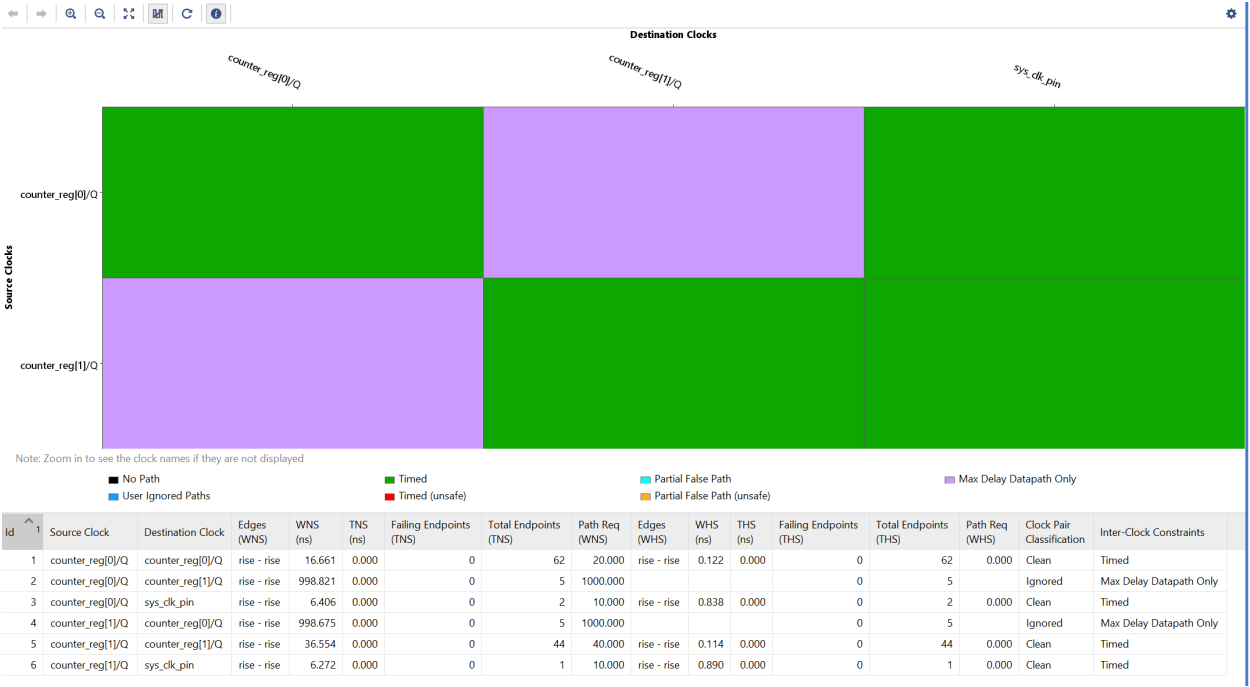 Destination Clocks
counter_reg[0]/Q counter_reg[1]/Q sys_clk_pin
Source Clocks
counter_reg[0]/Q
counter_reg[1]/Q
Note: Zoom in to see the clock names if they are not displayed
No Path Timed Partial False Path Max Delay Datapath Only
User Ignored Paths Timed (unsafe) Partial False Path (unsafe)
Id 1 Source Clock Destination Clock Edges (WNS) WNS (ns) TNS (ns) Failing Endpoints (TNS) Total Endpoints (TNS) Path Req (WNS) Edges (WHS) WHS (ns) THS (ns) Failing Endpoints (THS) Total Endpoints (THS) Path Req (WHS) Clock Pair Classification Inter-Clock Constraints
1 counter_reg[0]/Q counter_reg[0]/Q rise - rise 16.661 0.000 0 62 20.000 rise - rise 0.122 0.000 0 62 0.000 Clean Timed
2 counter_reg[0]/Q counter_reg[1]/Q rise - rise 998.821 0.000 0 5 1000.000 0 5 Ignored Max Delay Datapath Only
3 counter_reg[0]/Q sys_clk_pin rise - rise 6.406 0.000 0 2 10.000 rise - rise 0.838 0.000 0 2 0.000 Clean Timed
4 counter_reg[1]/Q counter_reg[0]/Q rise - rise 998.675 0.000 0 5 1000.000 0 5 Ignored Max Delay Datapath Only
5 counter_reg[1]/Q counter_reg[1]/Q rise - rise 36.554 0.000 0 44 40.000 rise - rise 0.114 0.000 0 44 0.000 Clean Timed
6 counter_reg[1]/Q sys_clk_pin rise - rise 6.272 0.000 0 1 10.000 rise - rise 0.890 0.000 0 1 0.000 Clean Timed